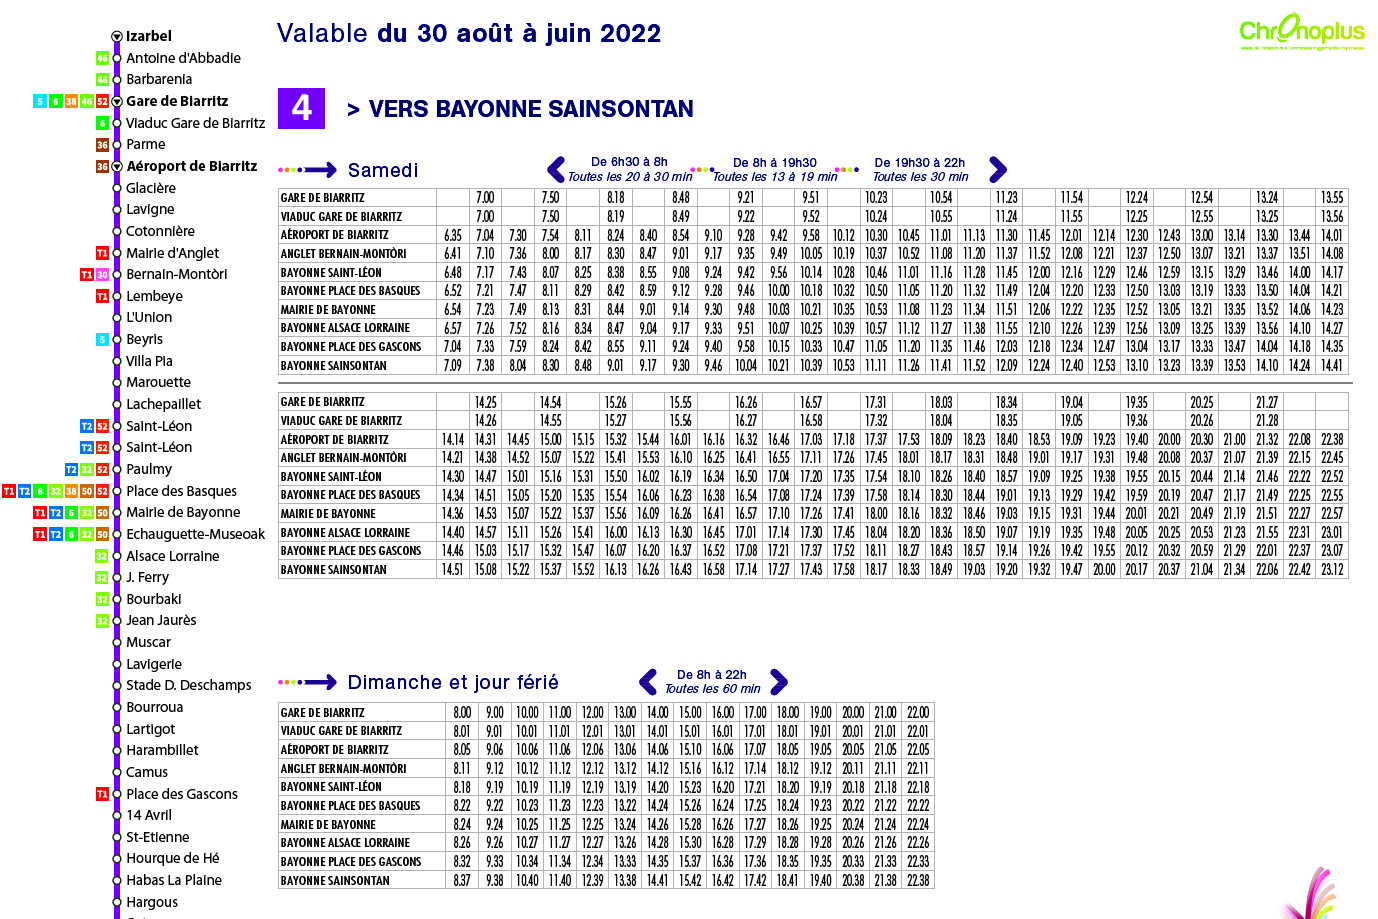 Izarbel
46 Antoine d'Abbadie
46 Barbarenia
5 6 38 46 52 Gare de Biarritz
6 Viaduc Gare de Biarritz
36 Parme
36 Aéroport de Biarritz
Glacière
Lavigne
Cotonnière
T1 Mairie d'Anglet
T1 30 Bernain-Montòri
T1 Lembeye
L'Union
5 Beyris
Villa Pia
Marouette
Lachepaillet
T2 52 Saint-Léon
T2 52 Saint-Léon
T2 32 52 Paulmy
T1 T2 6 32 38 50 52 Place des Basques
T1 T2 6 32 50 Mairie de Bayonne
T1 T2 6 32 50 Echauguette-Museoak
32 Alsace Lorraine
32 J. Ferry
32 Bourbaki
32 Jean Jaurès
Muscar
Lavigerie
Stade D. Deschamps
Bourroua
Lartigot
Harambillet
Camus
T1 Place des Gascons
14 Avril
St-Etienne
Hourque de Hé
Habas La Plaine
Hargous
Valable du 30 août à juin 2022
Chronoplus
4 > VERS BAYONNE SAINSONTAN
Samedi
De 6h30 à 8h De 8h à 19h30 De 19h30 à 22h
Toutes les 20 à 30 min Toutes les 13 à 19 min Toutes les 30 min
GARE DE BIARRITZ 7.00 7.50 8.18 8.48 9.21 9.51 10.23 10.54 11.23 11.54 12.24 12.54 13.24 13.55
VIADUC GARE DE BIARRITZ 7.00 7.50 8.19 8.49 9.22 9.52 10.24 10.55 11.24 11.55 12.25 12.55 13.25 13.56
AÉROPORT DE BIARRITZ 6.35 7.04 7.30 7.54 8.11 8.24 8.40 8.54 9.10 9.28 9.42 9.58 10.12 10.30 10.45 11.01 11.13 11.30 11.45 12.01 12.14 12.30 12.43 13.00 13.14 13.30 13.44 14.01
ANGLET BERNAIN-MONTÒRI 6.41 7.10 7.36 8.00 8.17 8.30 8.47 9.01 9.17 9.35 9.49 10.05 10.19 10.37 10.52 11.08 11.20 11.37 11.52 12.08 12.21 12.37 12.50 13.07 13.21 13.37 13.51 14.08
BAYONNE SAINT-LÉON 6.48 7.17 7.43 8.07 8.25 8.38 8.55 9.08 9.24 9.42 9.56 10.14 10.28 10.46 11.01 11.16 11.28 11.45 12.00 12.16 12.29 12.46 12.59 13.15 13.29 13.46 14.00 14.17
BAYONNE PLACE DES BASQUES 6.52 7.21 7.47 8.11 8.29 8.42 8.59 9.12 9.28 9.46 10.00 10.18 10.32 10.50 11.05 11.20 11.32 11.49 12.04 12.20 12.33 12.50 13.03 13.19 13.33 13.50 14.04 14.21
MAIRIE DE BAYONNE 6.54 7.23 7.49 8.13 8.31 8.44 9.01 9.14 9.30 9.48 10.03 10.21 10.35 10.53 11.08 11.23 11.34 11.51 12.06 12.22 12.35 12.52 13.05 13.21 13.35 13.52 14.06 14.23
BAYONNE ALSACE LORRAINE 6.57 7.26 7.52 8.16 8.34 8.47 9.04 9.17 9.33 9.51 10.07 10.25 10.39 10.57 11.12 11.27 11.38 11.55 12.10 12.26 12.39 12.56 13.09 13.25 13.39 13.56 14.10 14.27
BAYONNE PLACE DES GASCONS 7.04 7.33 7.59 8.24 8.42 8.55 9.11 9.24 9.40 9.58 10.15 10.33 10.47 11.05 11.20 11.35 11.46 12.03 12.18 12.34 12.47 13.04 13.17 13.33 13.47 14.04 14.18 14.35
BAYONNE SAINSONTAN 7.09 7.38 8.04 8.30 8.48 9.01 9.17 9.30 9.46 10.04 10.21 10.39 10.53 11.11 11.26 11.41 11.52 12.09 12.24 12.40 12.53 13.10 13.23 13.39 13.53 14.10 14.24 14.41
GARE DE BIARRITZ 14.25 14.54 15.26 15.55 16.26 16.57 17.31 18.03 18.34 19.04 19.35 20.25 21.27
VIADUC GARE DE BIARRITZ 14.26 14.55 15.27 15.56 16.27 16.58 17.32 18.04 18.35 19.05 19.36 20.26 21.28
AÉROPORT DE BIARRITZ 14.14 14.31 14.45 15.00 15.15 15.32 15.44 16.01 16.16 16.32 16.46 17.03 17.18 17.37 17.53 18.09 18.23 18.40 18.53 19.09 19.23 19.40 20.00 20.30 21.00 21.32 22.08 22.38
ANGLET BERNAIN-MONTÒRI 14.21 14.38 14.52 15.07 15.22 15.41 15.53 16.10 16.25 16.41 16.55 17.11 17.26 17.45 18.01 18.17 18.31 18.48 19.01 19.17 19.31 19.48 20.08 20.37 21.07 21.39 22.15 22.45
BAYONNE SAINT-LÉON 14.30 14.47 15.01 15.16 15.31 15.50 16.02 16.19 16.34 16.50 17.04 17.20 17.35 17.54 18.10 18.26 18.40 18.57 19.09 19.25 19.38 19.55 20.15 20.44 21.14 21.46 22.22 22.52
BAYONNE PLACE DES BASQUES 14.34 14.51 15.05 15.20 15.35 15.54 16.06 16.23 16.38 16.54 17.08 17.24 17.39 17.58 18.14 18.30 18.44 19.01 19.13 19.29 19.42 19.59 20.19 20.47 21.17 21.49 22.25 22.55
MAIRIE DE BAYONNE 14.36 14.53 15.07 15.22 15.37 15.56 16.09 16.26 16.41 16.57 17.10 17.26 17.41 18.00 18.16 18.32 18.46 19.03 19.15 19.31 19.44 20.01 20.21 20.49 21.19 21.51 22.27 22.57
BAYONNE ALSACE LORRAINE 14.40 14.57 15.11 15.26 15.41 16.00 16.13 16.30 16.45 17.01 17.14 17.30 17.45 18.04 18.20 18.36 18.50 19.07 19.19 19.35 19.48 20.05 20.25 20.53 21.23 21.55 22.31 23.01
BAYONNE PLACE DES GASCONS 14.46 15.03 15.17 15.32 15.47 16.07 16.20 16.37 16.52 17.08 17.21 17.37 17.52 18.11 18.27 18.43 18.57 19.14 19.26 19.42 19.55 20.12 20.32 20.59 21.29 22.01 22.37 23.07
BAYONNE SAINSONTAN 14.51 15.08 15.22 15.37 15.52 16.13 16.26 16.43 16.58 17.14 17.27 17.43 17.58 18.17 18.33 18.49 19.03 19.20 19.32 19.47 20.00 20.17 20.37 21.04 21.34 22.06 22.42 23.12
Dimanche et jour férié
De 8h à 22h
Toutes les 60 min
GARE DE BIARRITZ 8.00 9.00 10.00 11.00 12.00 13.00 14.00 15.00 16.00 17.00 18.00 19.00 20.00 21.00 22.00
VIADUC GARE DE BIARRITZ 8.01 9.01 10.01 11.01 12.01 13.01 14.01 15.01 16.01 17.01 18.01 19.01 20.01 21.01 22.01
AÉROPORT DE BIARRITZ 8.05 9.06 10.06 11.06 12.06 13.06 14.06 15.10 16.06 17.07 18.05 19.05 20.05 21.05 22.05
ANGLET BERNAIN-MONTÒRI 8.11 9.12 10.12 11.12 12.12 13.12 14.12 15.16 16.12 17.14 18.12 19.12 20.11 21.11 22.11
BAYONNE SAINT-LÉON 8.18 9.19 10.19 11.19 12.19 13.19 14.20 15.23 16.20 17.21 18.20 19.19 20.18 21.18 22.18
BAYONNE PLACE DES BASQUES 8.22 9.22 10.23 11.23 12.23 13.22 14.24 15.26 16.24 17.25 18.24 19.23 20.22 21.22 22.22
MAIRIE DE BAYONNE 8.24 9.24 10.25 11.25 12.25 13.24 14.26 15.28 16.26 17.27 18.26 19.25 20.24 21.24 22.24
BAYONNE ALSACE LORRAINE 8.26 9.26 10.27 11.27 12.27 13.26 14.28 15.30 16.28 17.29 18.28 19.28 20.26 21.26 22.26
BAYONNE PLACE DES GASCONS 8.32 9.33 10.34 11.34 12.34 13.33 14.35 15.37 16.36 17.36 18.35 19.35 20.33 21.33 22.33
BAYONNE SAINSONTAN 8.37 9.38 10.40 11.40 12.39 13.38 14.41 15.42 16.42 17.42 18.41 19.40 20.38 21.38 22.38